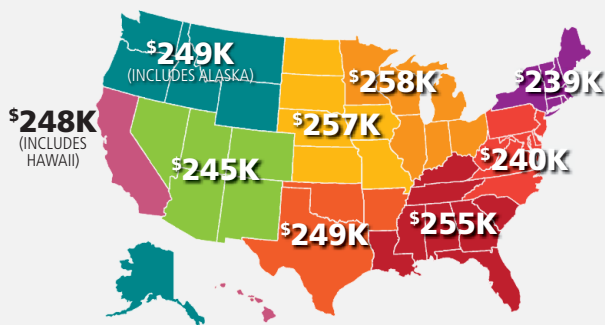 $249K
(INCLUDES ALASKA)
$258K
$239K
$248K
(INCLUDES
HAWAII)
$257K
$245K
$240K
$249K
$255K